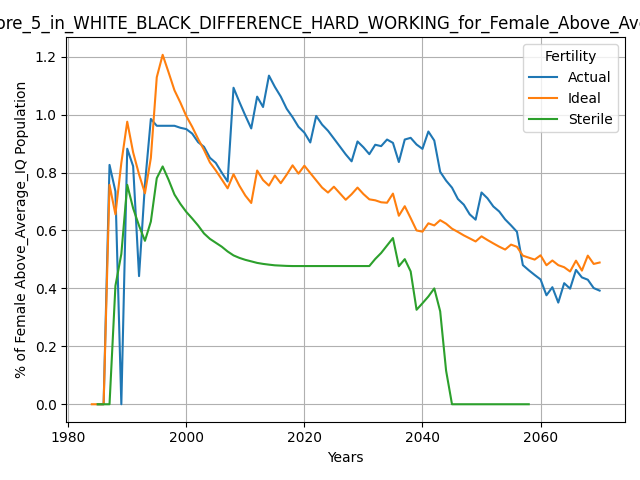 ore_5_in_WHITE_BLACK_DIFFERENCE_HARD_WORKING_for_Female_Above_Av
Fertility
Actual
Ideal
Sterile
% of Female Above_Average_IQ Population
1.2
1.0
0.8
0.6
0.4
0.2
0.0
1980
2000
2020
2040
2060
Years